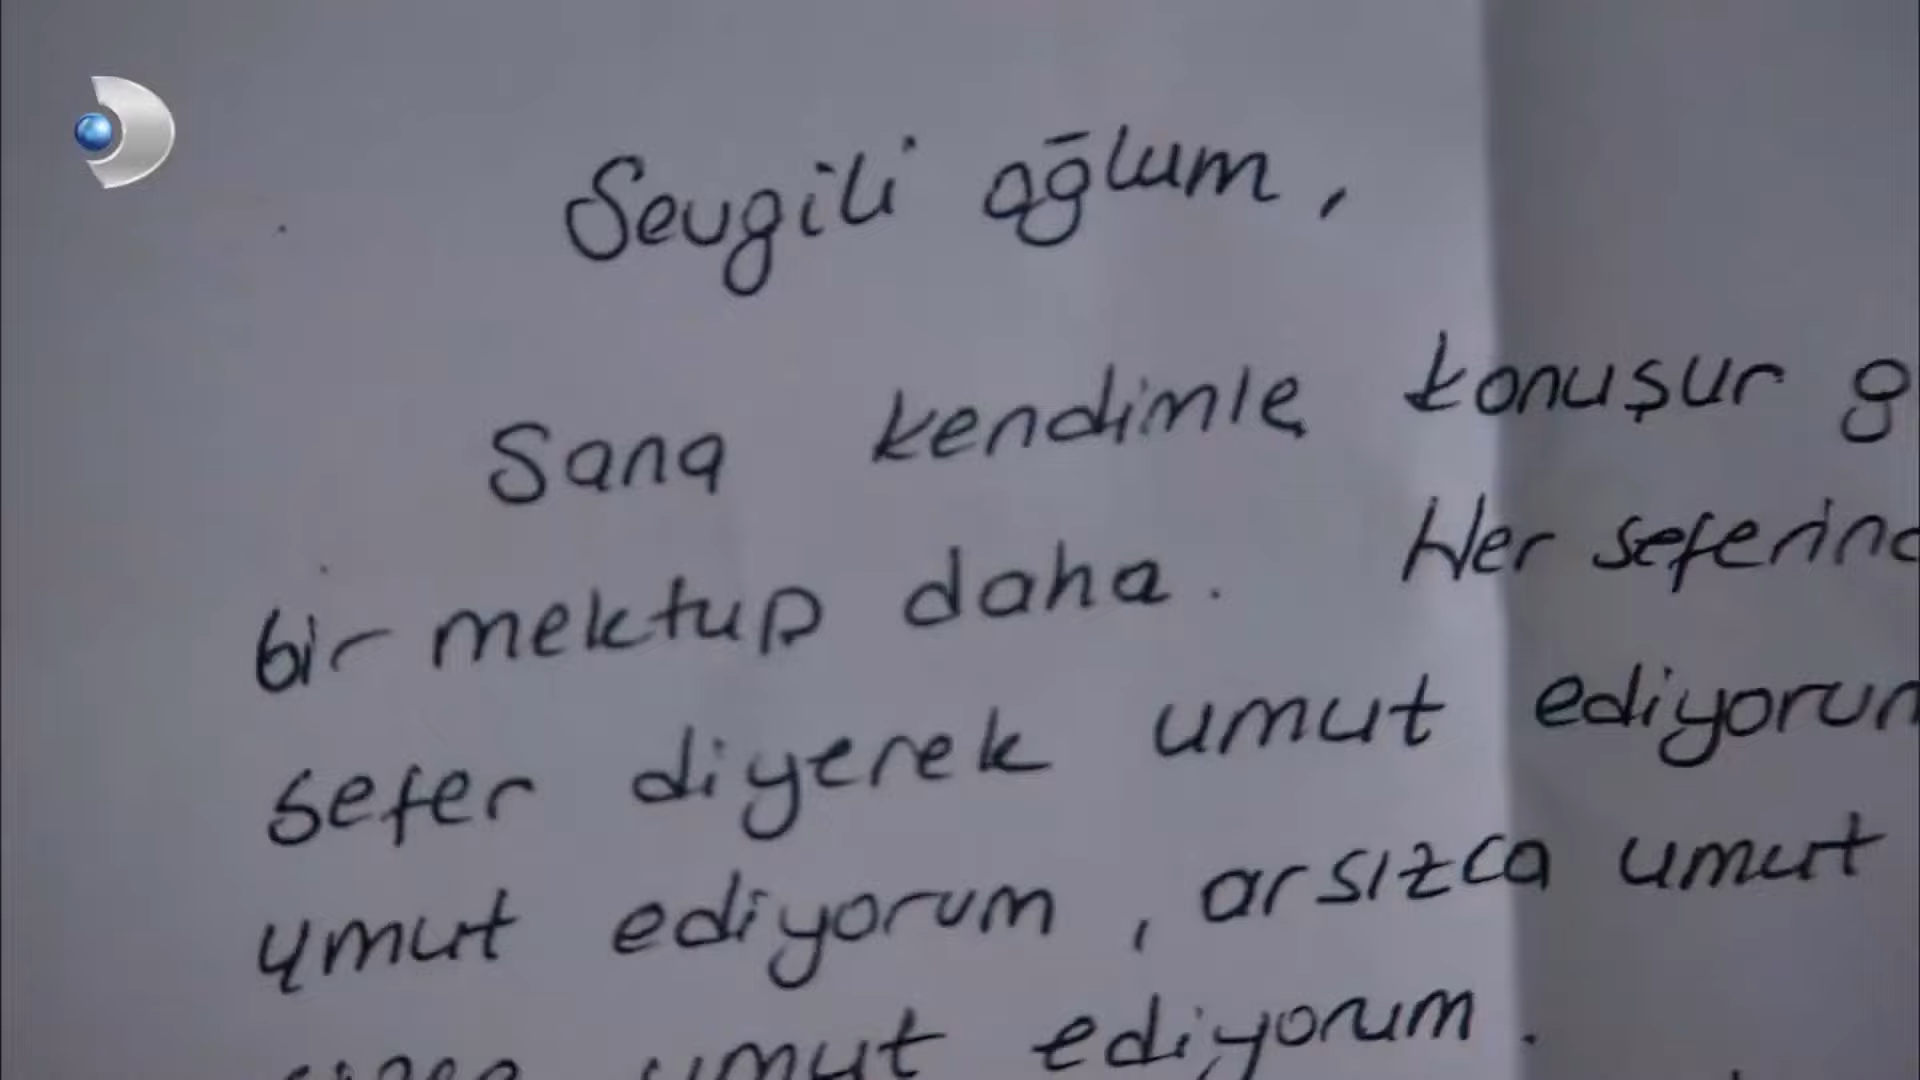 Sevgili oğlum,
Sana kendimle konuşur g
bir mektup daha. Her seferind
sefer diyerek umut ediyorum
umut ediyorum, arsızca umut
umut ediyorum.